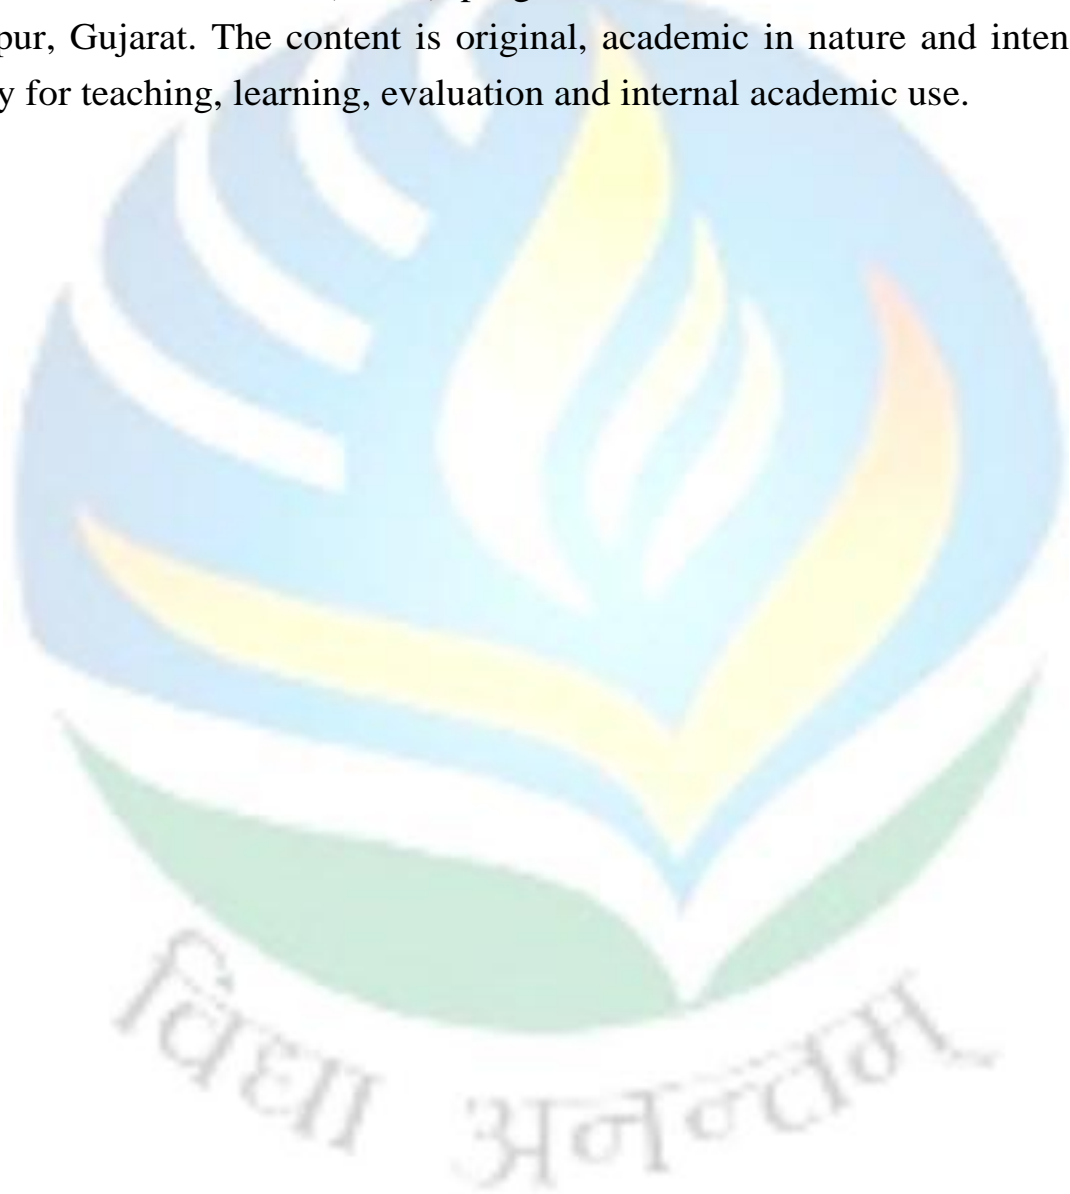 pur, Gujarat. The content is original, academic in nature and inten
y for teaching, learning, evaluation and internal academic use.
विद्या अनन्तम्